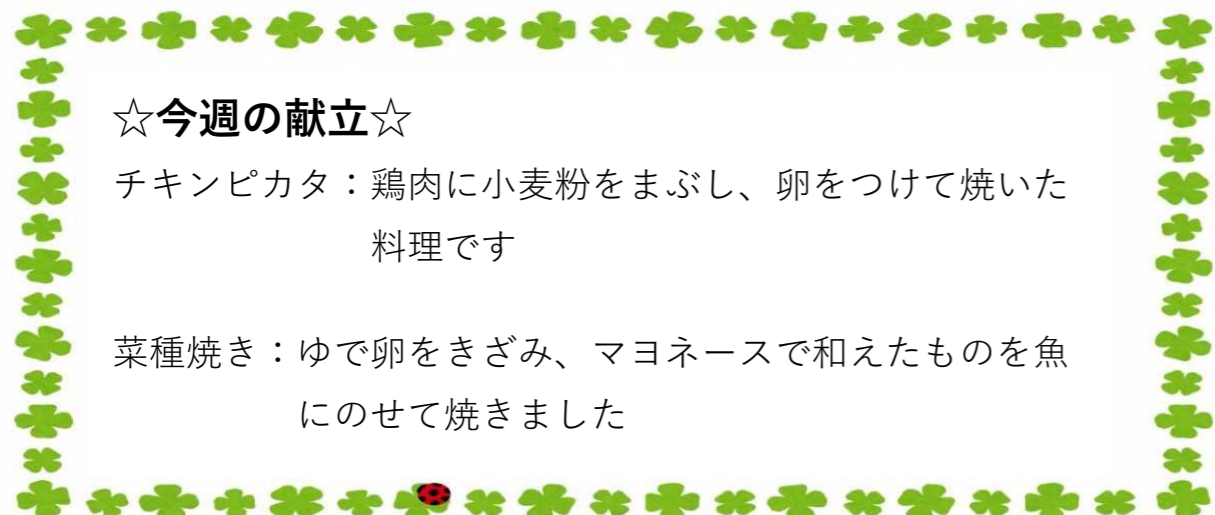 ☆今週の献立☆
チキンピカタ：鶏肉に小麦粉をまぶし、卵をつけて焼いた
料理です
菜種焼き：ゆで卵をきざみ、マヨネースで和えたものを魚
にのせて焼きました